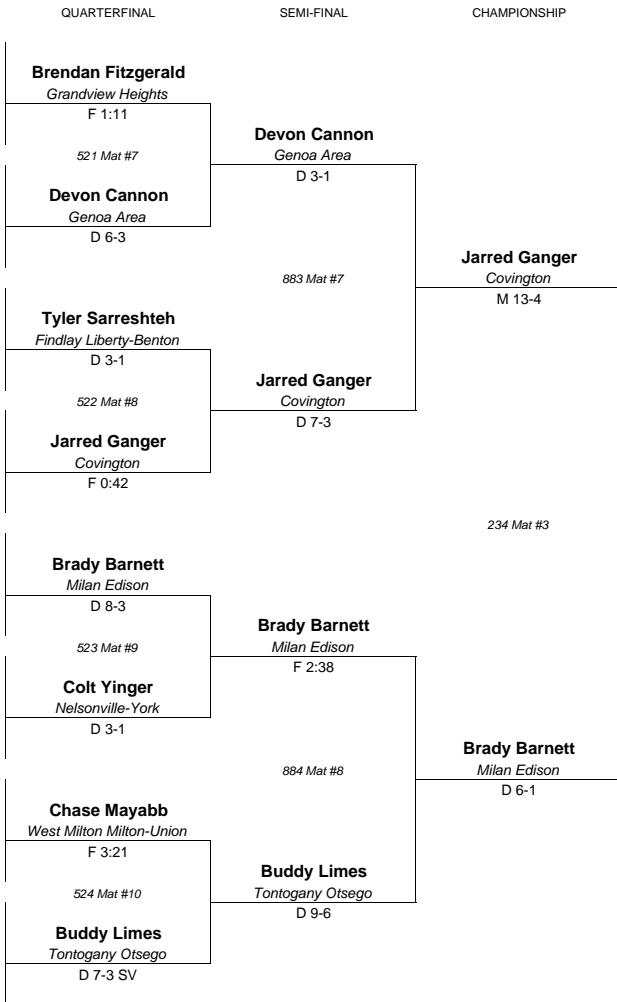 QUARTERFINAL
SEMI-FINAL
CHAMPIONSHIP
Brendan Fitzgerald
Grandview Heights
F 1:11
521 Mat #7
Devon Cannon
Genoa Area
D 6-3
Tyler Sarreshteh
Findlay Liberty-Benton
D 3-1
522 Mat #8
Jarred Ganger
Covington
F 0:42
Brady Barnett
Milan Edison
D 8-3
523 Mat #9
Colt Yinger
Nelsonville-York
D 3-1
Chase Mayabb
West Milton Milton-Union
F 3:21
524 Mat #10
Buddy Limes
Tontogany Otsego
D 7-3 SV
Devon Cannon
Genoa Area
D 3-1
883 Mat #7
Jarred Ganger
Covington
D 7-3
Brady Barnett
Milan Edison
F 2:38
884 Mat #8
Buddy Limes
Tontogany Otsego
D 9-6
Jarred Ganger
Covington
M 13-4
234 Mat #3
Brady Barnett
Milan Edison
D 6-1